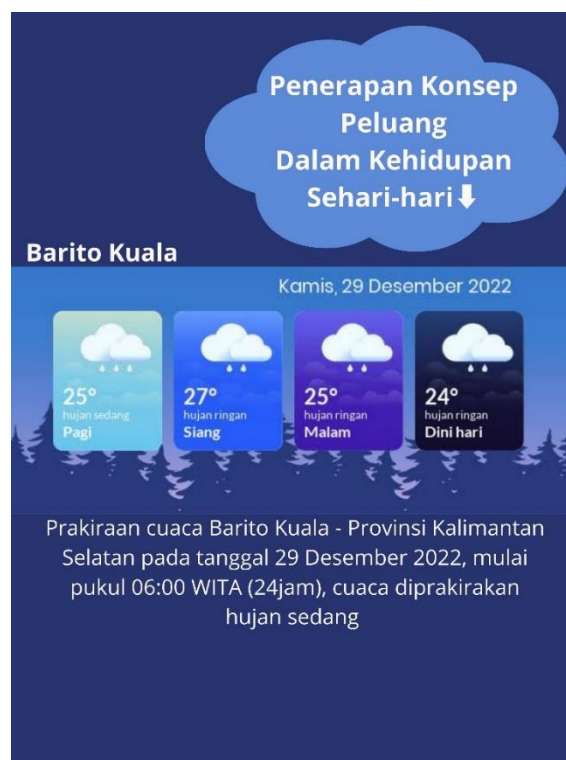 Penerapan Konsep
Peluang
Dalam Kehidupan
Sehari-hari
Barito Kuala
Kamis, 29 Desember 2022
25°
hujan sedang
Pagi
27°
hujan ringan
Siang
25°
hujan ringan
Malam
24°
hujan ringan
Dini hari
Prakiraan cuaca Barito Kuala - Provinsi Kalimantan
Selatan pada tanggal 29 Desember 2022, mulai
pukul 06:00 WITA (24jam), cuaca diprakirakan
hujan sedang